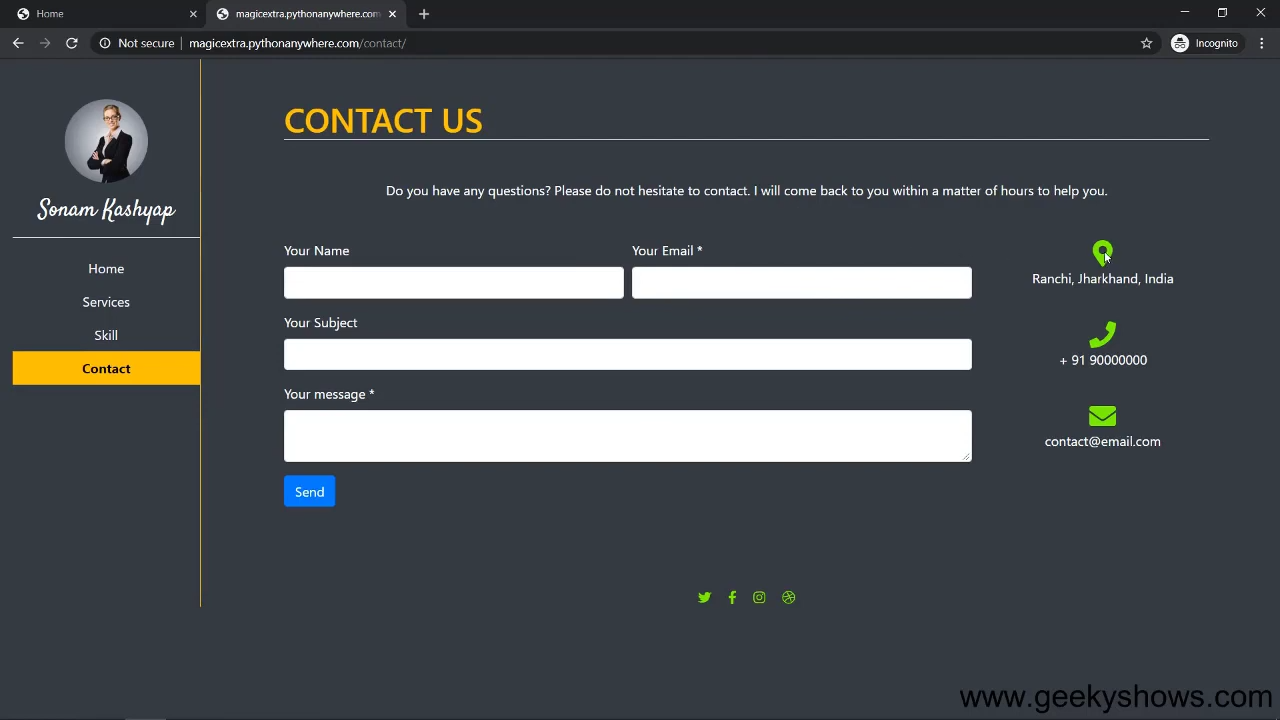 Home
magicextra.pythonanywhere.com
Not secure
magicextra.pythonanywhere.com/contact/
Incognito
Sonam Kashyap
Home
Services
Skill
Contact
CONTACT US
Do you have any questions? Please do not hesitate to contact. I will come back to you within a matter of hours to help you.
Your Name
Your Email *
Your Subject
Your message *
Send
Ranchi, Jharkhand, India
+ 91 90000000
contact@email.com
www.geekyshows.com